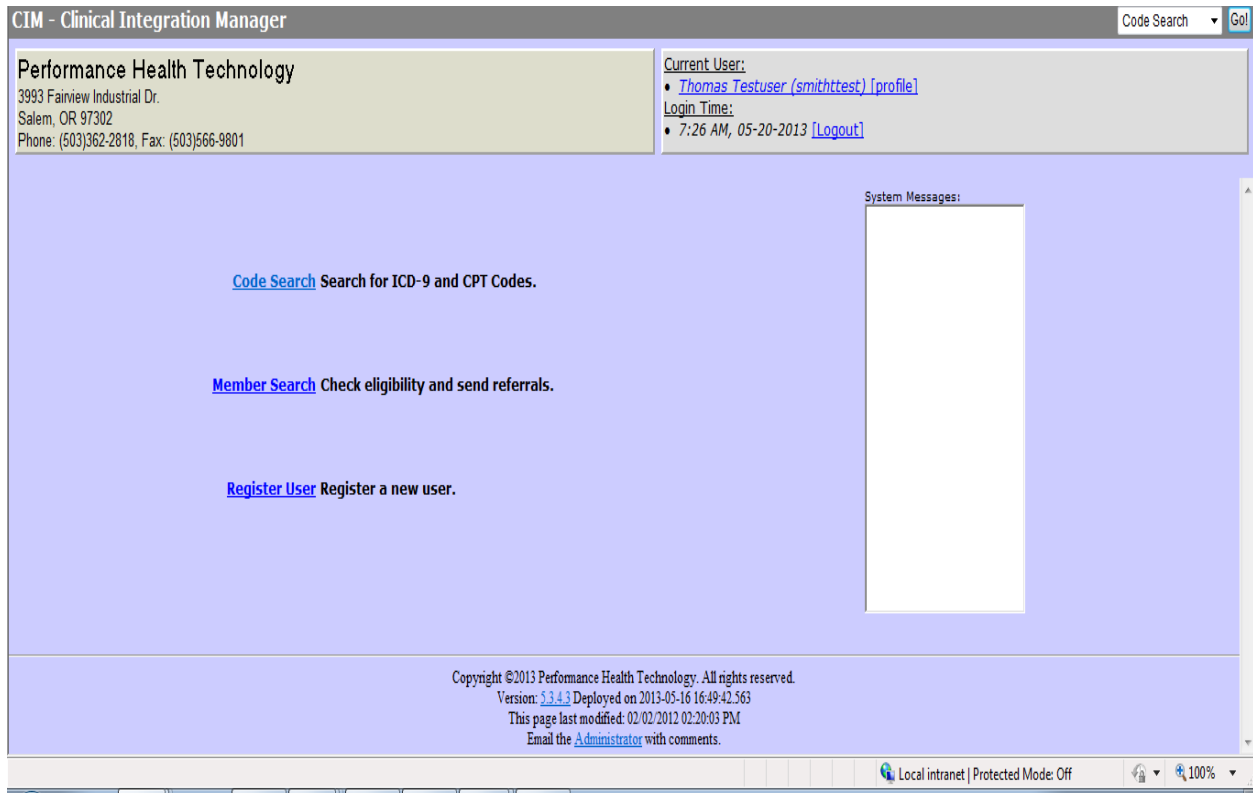 CIM - Clinical Integration Manager
Code Search
Go!
Performance Health Technology
3993 Fairview Industrial Dr.
Salem, OR 97302
Phone: (503)362-2818, Fax: (503)566-9801
Current User:
• Thomas Testuser (smithttest) [profile]
Login Time:
• 7:26 AM, 05-20-2013 [Logout]
System Messages:
Code Search Search for ICD-9 and CPT Codes.
Member Search Check eligibility and send referrals.
Register User Register a new user.
Copyright ©2013 Performance Health Technology. All rights reserved.
Version: 5.3.4.3 Deployed on 2013-05-16 16:49:42.563
This page last modified: 02/02/2012 02:20:03 PM
Email the Administrator with comments.
Local intranet | Protected Mode: Off
100%